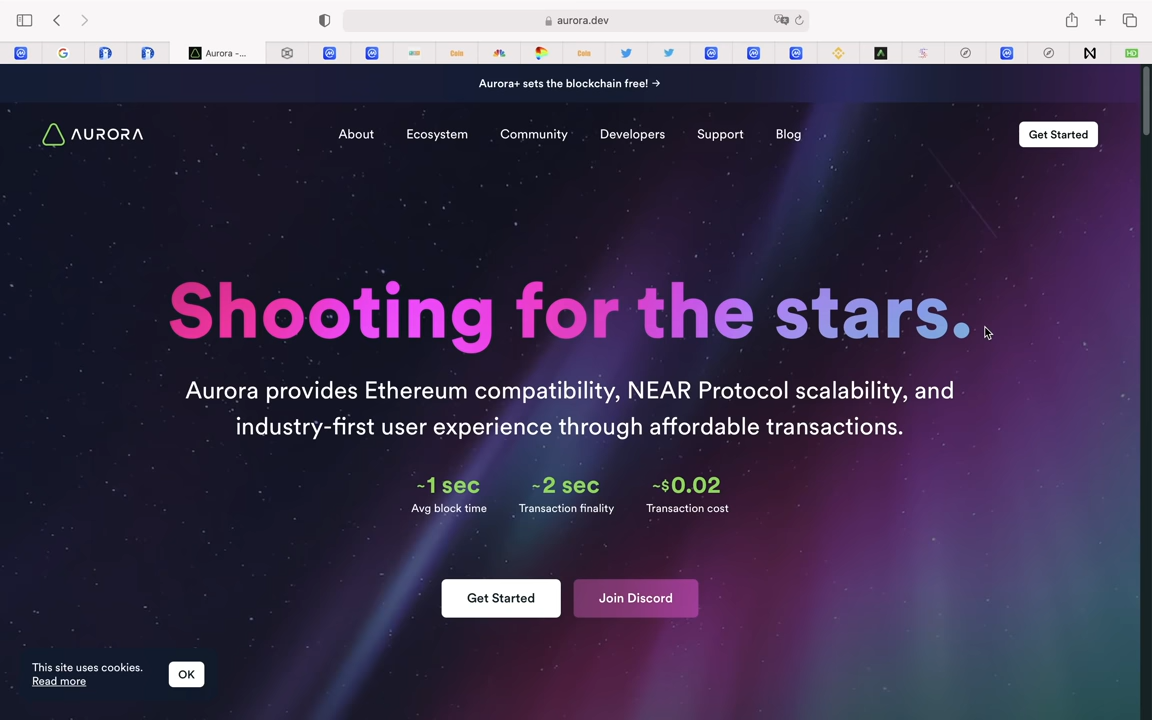 aurora.dev
Aurora -...
Coin
Coin
HD
Aurora+ sets the blockchain free! →
AURORA
About
Ecosystem
Community
Developers
Support
Blog
Get Started
Shooting for the stars.
Aurora provides Ethereum compatibility, NEAR Protocol scalability, and
industry-first user experience through affordable transactions.
~1 sec
Avg block time
~2 sec
Transaction finality
~$0.02
Transaction cost
Get Started
Join Discord
This site uses cookies.
Read more
OK